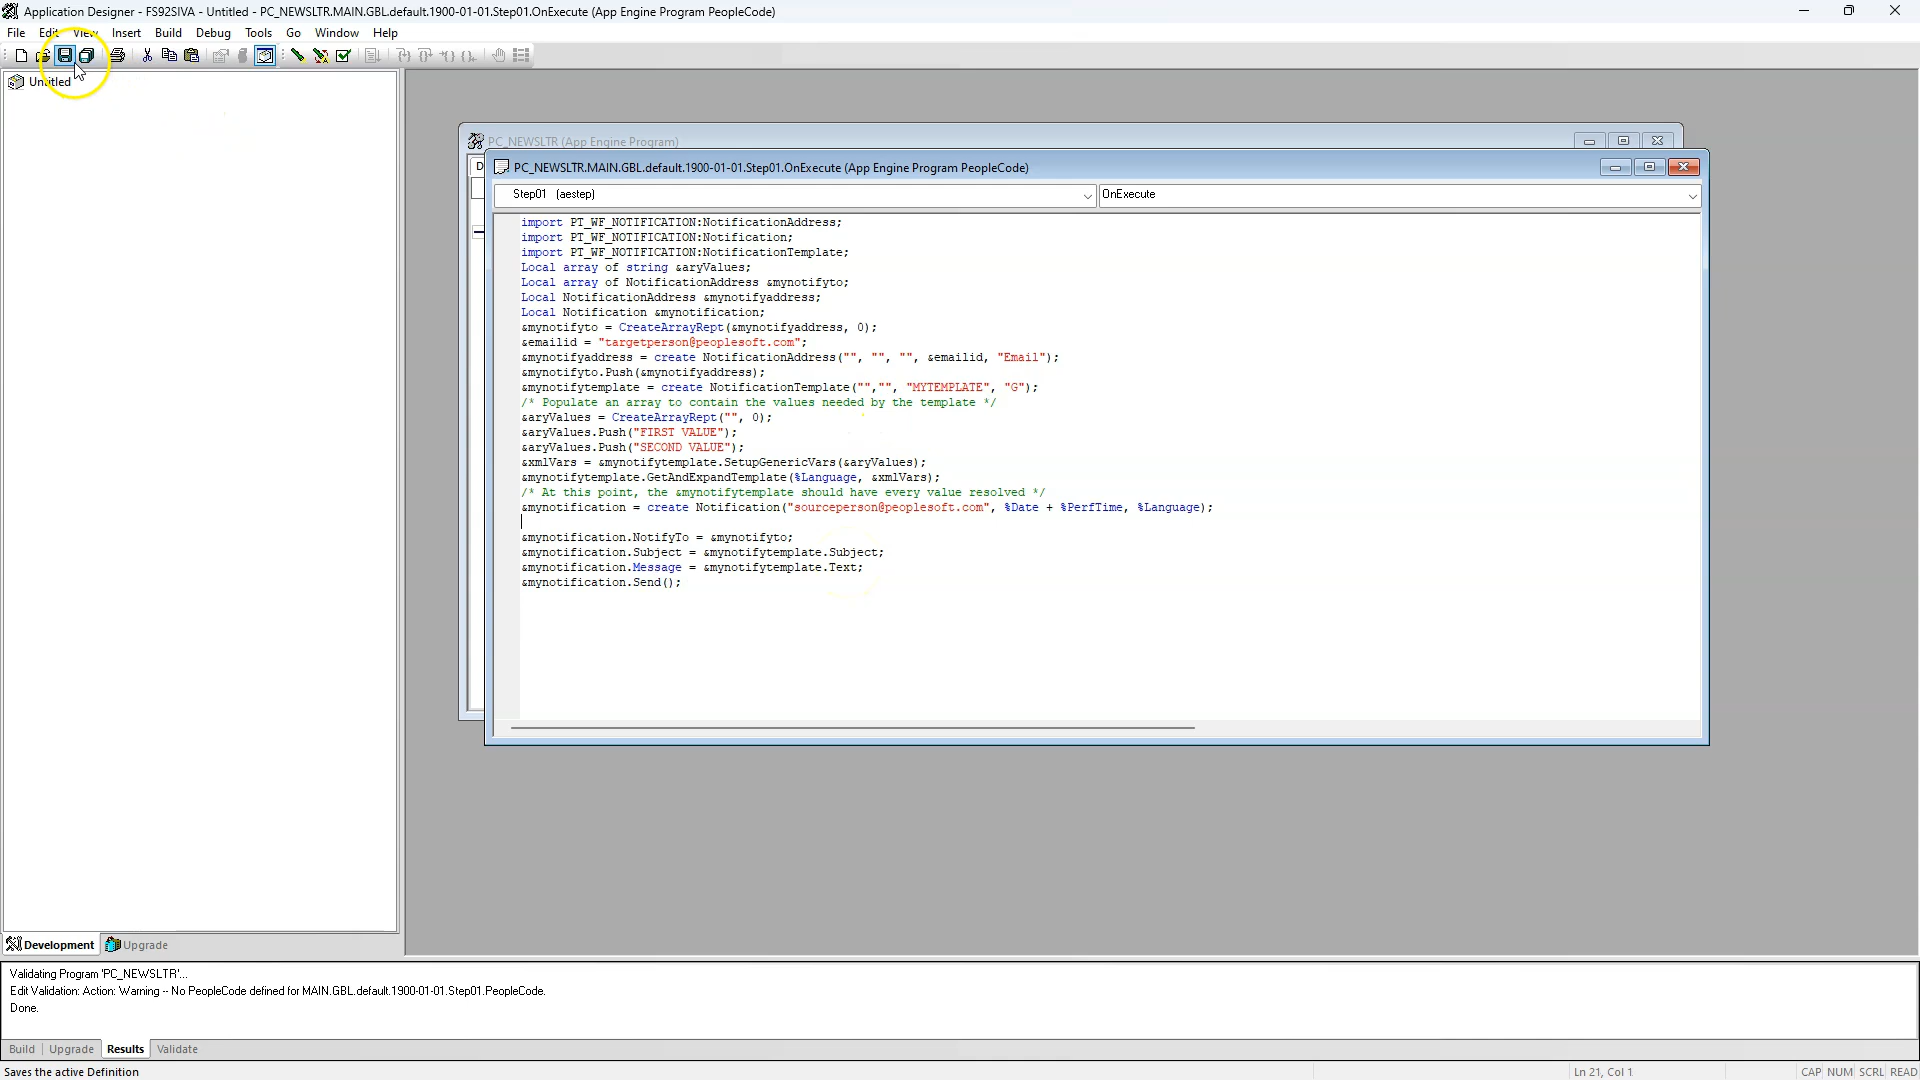 Application Designer - FS92SIVA - Untitled - PC_NEWSLTR.MAIN.GBL.default.1900-01-01.Step01.OnExecute (App Engine Program PeopleCode)
File Edit View Insert Build Debug Tools Go Window Help
Untitled
PC_NEWSLTR (App Engine Program)
D
PC_NEWSLTR.MAIN.GBL.default.1900-01-01.Step01.OnExecute (App Engine Program PeopleCode)
Step01 (aestep) OnExecute
import PT_WF_NOTIFICATION:NotificationAddress;
import PT_WF_NOTIFICATION:Notification;
import PT_WF_NOTIFICATION:NotificationTemplate;
Local array of string &aryValues;
Local array of NotificationAddress &mynotifyto;
Local NotificationAddress &mynotifyaddress;
Local Notification &mynotification;
&mynotifyto = CreateArrayRept(&mynotifyaddress, 0);
&emailid = "targetperson@peoplesoft.com";
&mynotifyaddress = create NotificationAddress("", "", "", &emailid, "Email");
&mynotifyto.Push(&mynotifyaddress);
&mynotifytemplate = create NotificationTemplate("","", "MYTEMPLATE", "G");
/* Populate an array to contain the values needed by the template */
&aryValues = CreateArrayRept("", 0);
&aryValues.Push("FIRST VALUE");
&aryValues.Push("SECOND VALUE");
&xmlVars = &mynotifytemplate.SetupGenericVars(&aryValues);
&mynotifytemplate.GetAndExpandTemplate(%Language, &xmlVars);
/* At this point, the &mynotifytemplate should have every value resolved */
&mynotification = create Notification("sourceperson@peoplesoft.com", %Date + %PerfTime, %Language);
&mynotification.NotifyTo = &mynotifyto;
&mynotification.Subject = &mynotifytemplate.Subject;
&mynotification.Message = &mynotifytemplate.Text;
&mynotification.Send();
Development Upgrade
Validating Program 'PC_NEWSLTR'...
Edit Validation: Action: Warning -- No PeopleCode defined for MAIN.GBL.default.1900-01-01.Step01.PeopleCode.
Done.
Build Upgrade Results Validate
Saves the active Definition Ln 21, Col 1 CAP NUM SCRL READ